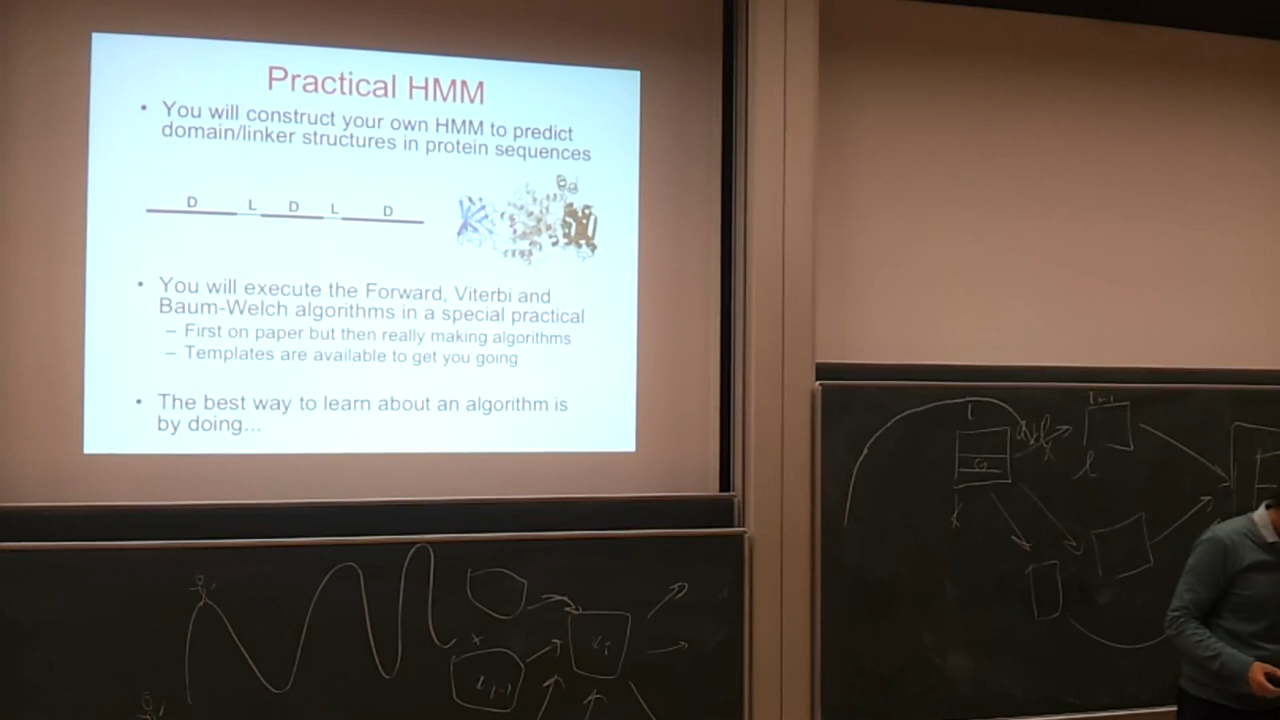 Practical HMM
• You will construct your own HMM to predict
domain/linker structures in protein sequences
D L D L D
• You will execute the Forward, Viterbi and
Baum-Welch algorithms in a special practical
– First on paper but then really making algorithms
– Templates are available to get you going
• The best way to learn about an algorithm is
by doing...